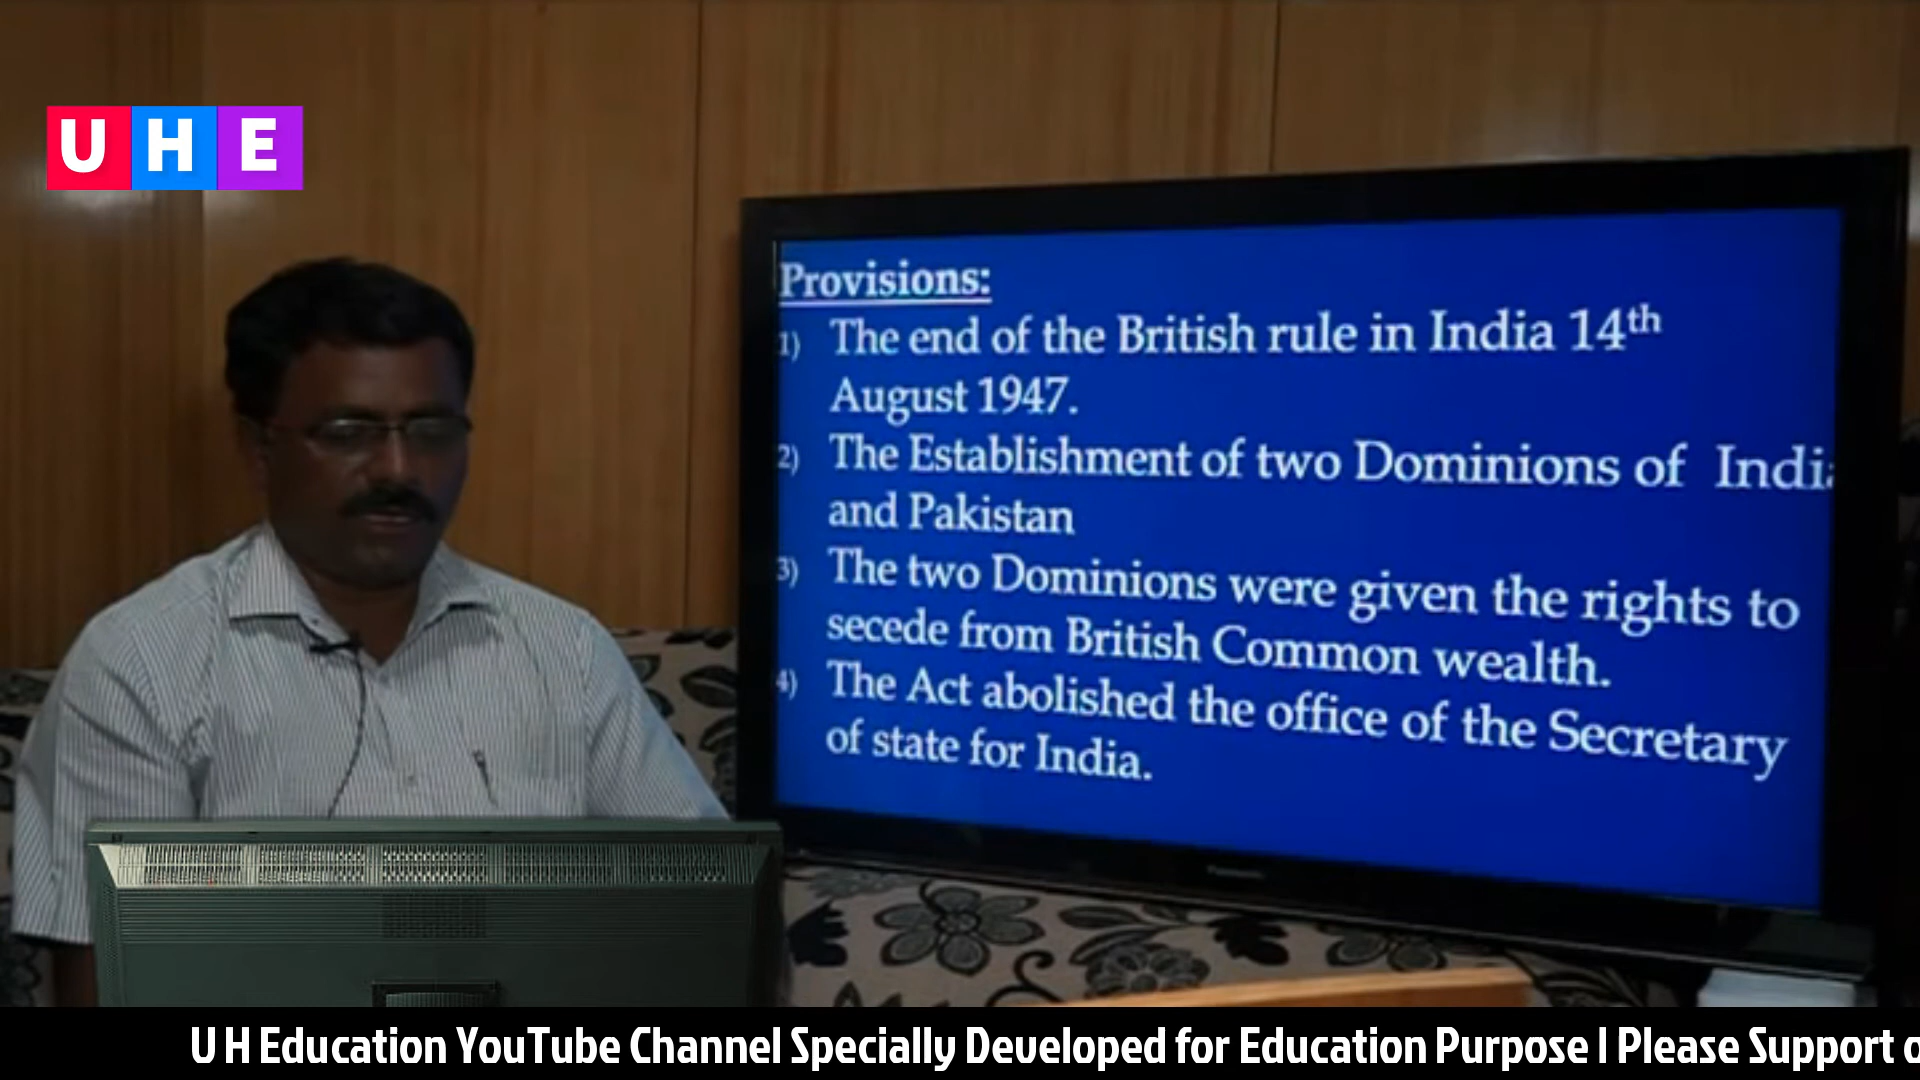 U H E
Provisions:
1) The end of the British rule in India 14th
August 1947.
2) The Establishment of two Dominions of
and Pakistan
3) The two Dominions were given the rights to
secede from British Common wealth.
4) The Act abolished the office of the Secretary
of state for India.
Panasonic
U H Education YouTube Channel Specially Developed for Education Purpose I Please Support